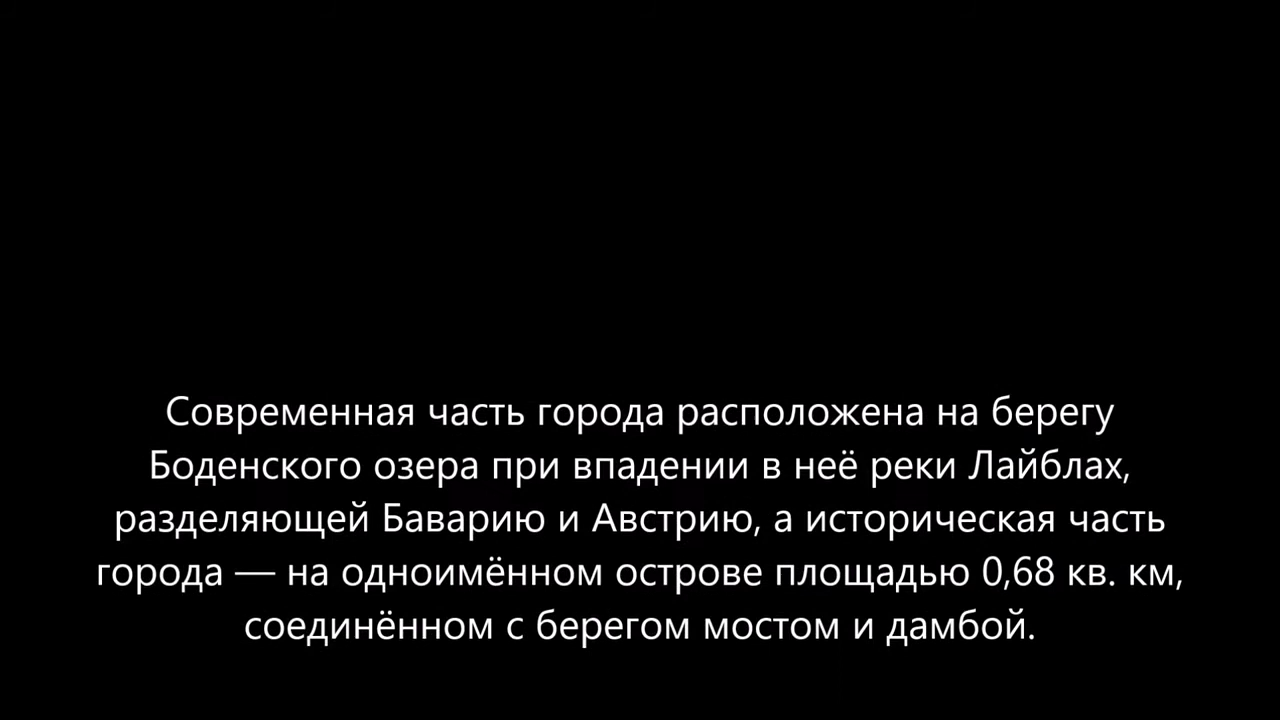 Современная часть города расположена на берегу
Боденского озера при впадении в неё реки Лайблах,
разделяющей Баварию и Австрию, а историческая часть
города — на одноимённом острове площадью 0,68 кв. км,
соединённом с берегом мостом и дамбой.